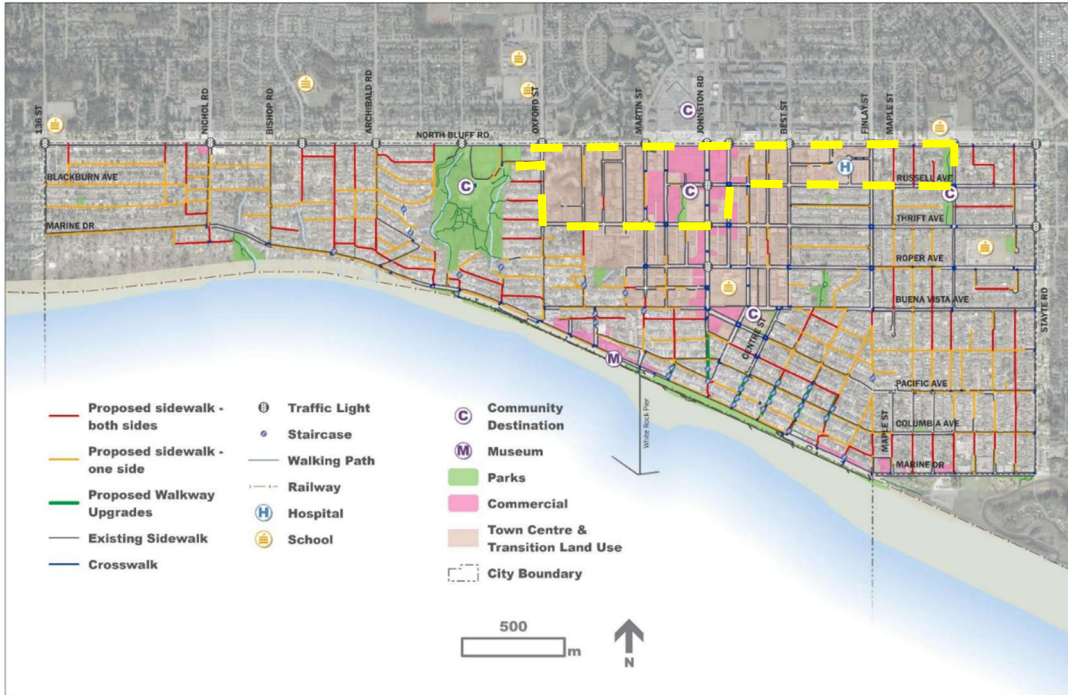 136 ST
NICHOL RD
BISHOP RD
ARCHIBALD RD
NORTH BLUFF RD
OXFORD ST
MARTIN ST
JOHNSTON RD
BEST ST
FINLAY ST
MAPLE ST
C
BLACKBURN AVE
C
C
H
RUSSELL AVE
C
MARINE DR
THRIFT AVE
ROPER AVE
BUENA VISTA AVE
STAYTE RD
C
CENTRE ST
M
PACIFIC AVE
COLUMBIA AVE
MAPLE ST
MARINE DR
White Rock Pier
Proposed sidewalk -
both sides
Proposed sidewalk -
one side
Proposed Walkway
Upgrades
Existing Sidewalk
Crosswalk
Traffic Light
Staircase
Walking Path
Railway
H Hospital
School
C Community
Destination
M Museum
Parks
Commercial
Town Centre &
Transition Land Use
City Boundary
500
m
N